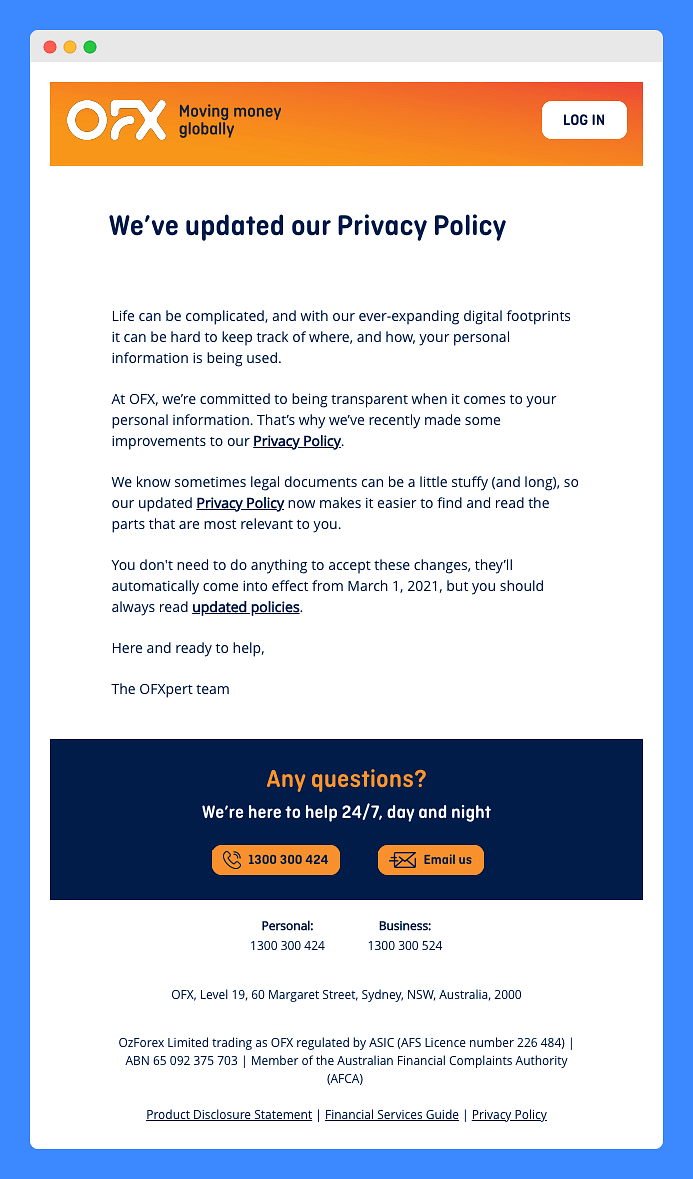 OFX
Moving money
globally
LOG IN
We’ve updated our Privacy Policy
Life can be complicated, and with our ever-expanding digital footprints
it can be hard to keep track of where, and how, your personal
information is being used.
At OFX, we’re committed to being transparent when it comes to your
personal information. That’s why we’ve recently made some
improvements to our Privacy Policy.
We know sometimes legal documents can be a little stuffy (and long), so
our updated Privacy Policy now makes it easier to find and read the
parts that are most relevant to you.
You don't need to do anything to accept these changes, they’ll
automatically come into effect from March 1, 2021, but you should
always read updated policies.
Here and ready to help,
The OFXpert team
Any questions?
We’re here to help 24/7, day and night
1300 300 424 Email us
Personal: Business:
1300 300 424 1300 300 524
OFX, Level 19, 60 Margaret Street, Sydney, NSW, Australia, 2000
OzForex Limited trading as OFX regulated by ASIC (AFS Licence number 226 484) |
ABN 65 092 375 703 | Member of the Australian Financial Complaints Authority
(AFCA)
Product Disclosure Statement | Financial Services Guide | Privacy Policy